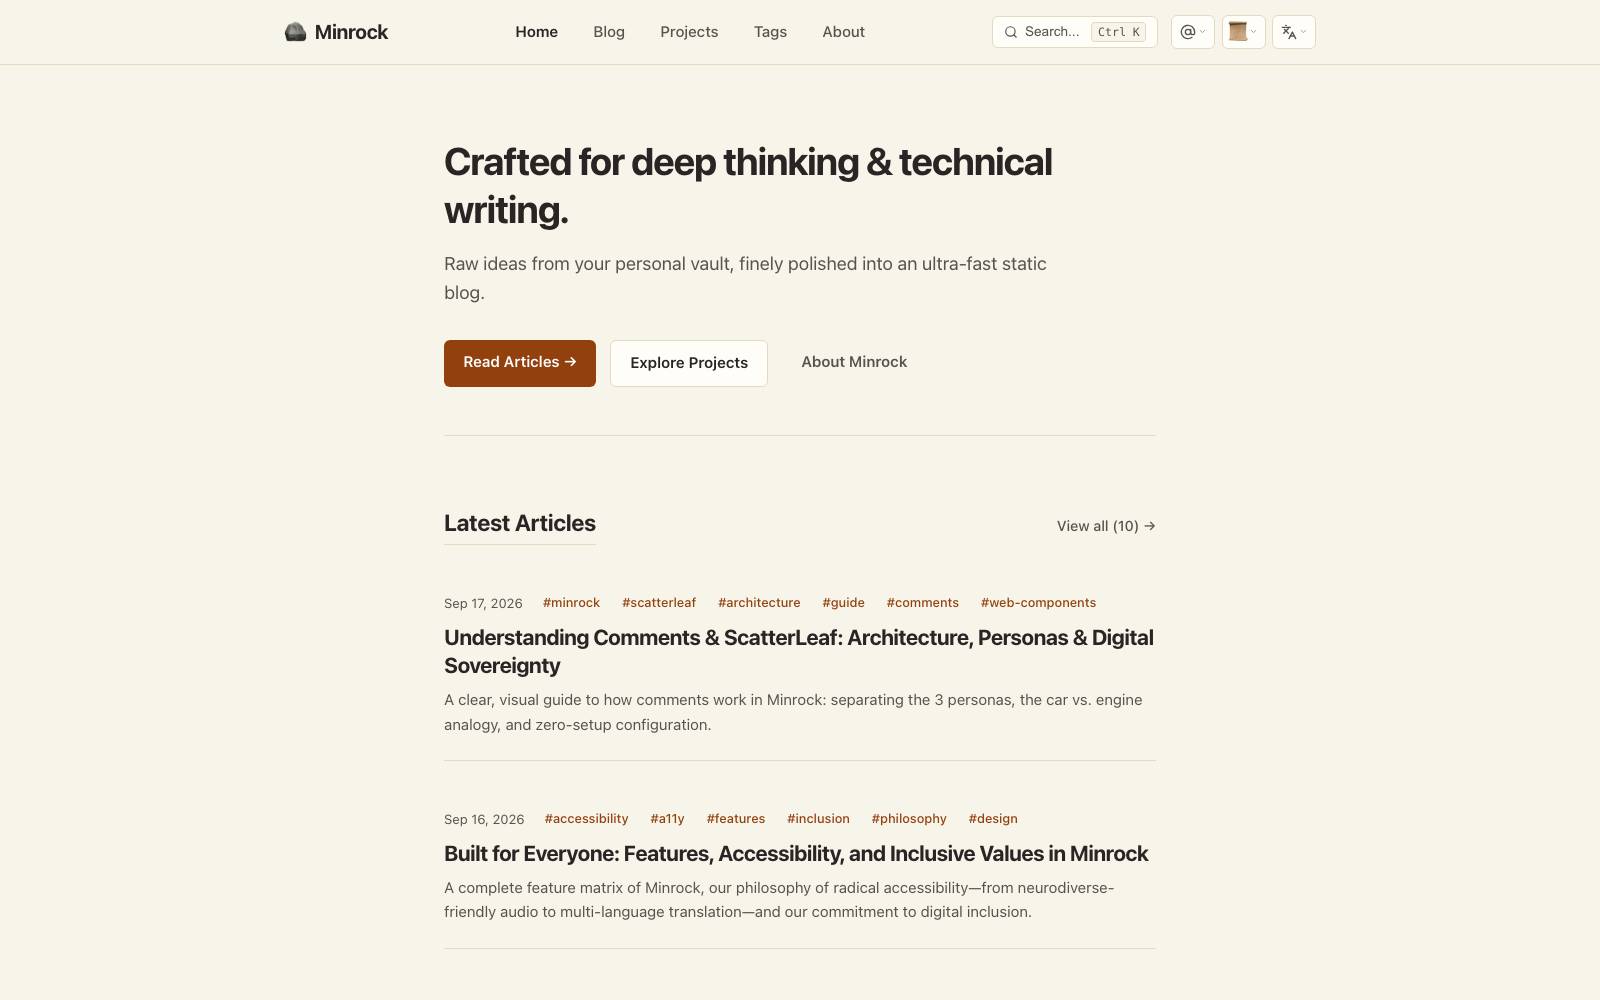 Minrock
Home Blog Projects Tags About
Search... Ctrl K
Crafted for deep thinking & technical
writing.
Raw ideas from your personal vault, finely polished into an ultra-fast static
blog.
Read Articles →
Explore Projects
About Minrock
Latest Articles
View all (10) →
Sep 17, 2026 #minrock #scatterleaf #architecture #guide #comments #web-components
Understanding Comments & ScatterLeaf: Architecture, Personas & Digital
Sovereignty
A clear, visual guide to how comments work in Minrock: separating the 3 personas, the car vs. engine
analogy, and zero-setup configuration.
Sep 16, 2026 #accessibility #a11y #features #inclusion #philosophy #design
Built for Everyone: Features, Accessibility, and Inclusive Values in Minrock
A complete feature matrix of Minrock, our philosophy of radical accessibility—from neurodiverse-
friendly audio to multi-language translation—and our commitment to digital inclusion.